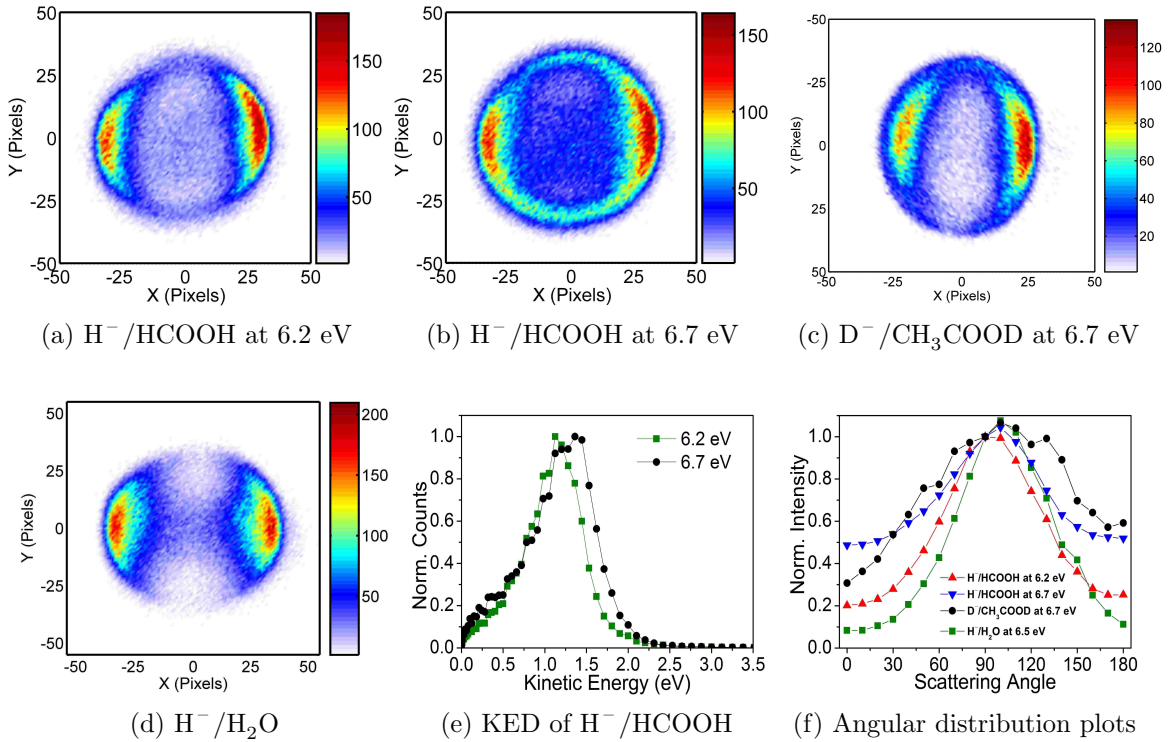 50
25
0
-25
-50
Y (Pixels)
-50 -25 0 25 50
X (Pixels)
150
100
50
(a) H⁻/HCOOH at 6.2 eV
50
25
0
-25
-50
Y (Pixels)
-50 -25 0 25 50
X (Pixels)
150
100
50
(b) H⁻/HCOOH at 6.7 eV
-50
25
0
25
50
Y (Pixels)
-50 -25 0 25 50
X (Pixels)
120
100
80
60
40
20
(c) D⁻/CH₃COOD at 6.7 eV
50
25
0
-25
-50
Y (Pixels)
-50 -25 0 25 50
X (Pixels)
200
150
100
50
0
(d) H⁻/H₂O
1.0
0.8
0.6
0.4
0.2
0.0
Norm. Counts
6.2 eV
6.7 eV
0.0 0.5 1.0 1.5 2.0 2.5 3.0 3.5
Kinetic Energy (eV)
(e) KED of H⁻/HCOOH
1.0
0.8
0.6
0.4
0.2
0.0
Norm. Intensity
H⁻/HCOOH at 6.2 eV
H⁻/HCOOH at 6.7 eV
D⁻/CH₃COOD at 6.7 eV
H⁻/H₂O at 6.5 eV
0 30 60 90 120 150 180
Scattering Angle
(f) Angular distribution plots